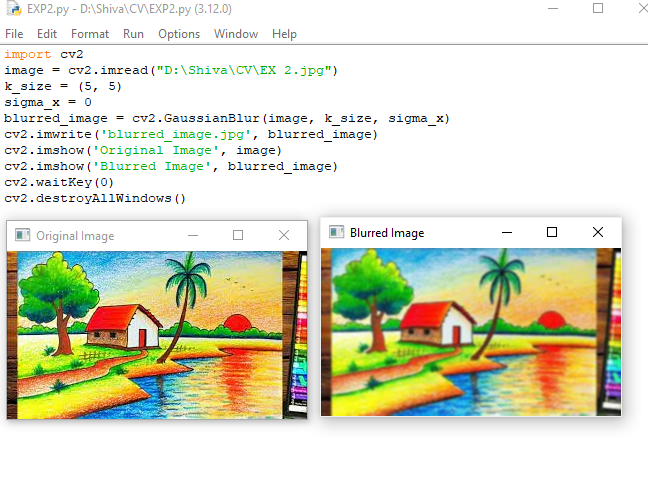 EXP2.py - D:\Shiva\CV\EXP2.py (3.12.0)
File Edit Format Run Options Window Help
import cv2
image = cv2.imread("D:\Shiva\CV\EX 2.jpg")
k_size = (5, 5)
sigma_x = 0
blurred_image = cv2.GaussianBlur(image, k_size, sigma_x)
cv2.imwrite('blurred_image.jpg', blurred_image)
cv2.imshow('Original Image', image)
cv2.imshow('Blurred Image', blurred_image)
cv2.waitKey(0)
cv2.destroyAllWindows()
Original Image
Blurred Image